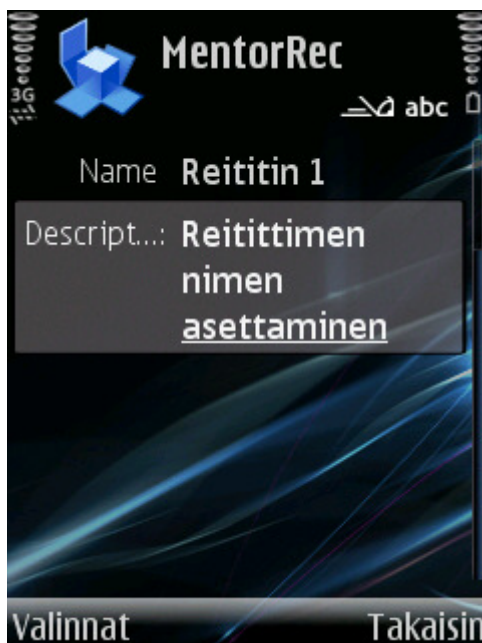 MentorRec
3G
abc
Name Reititin 1
Descript...: Reitittimen
nimen
asettaminen
Valinnat Takaisin